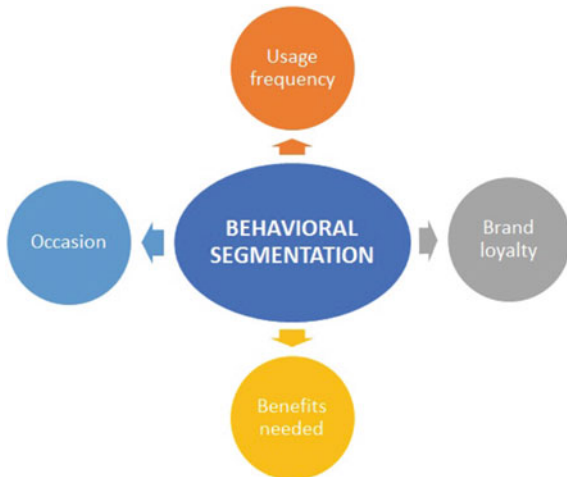 Usage
frequency
Occasion
BEHAVIORAL
SEGMENTATION
Brand
loyalty
Benefits
needed